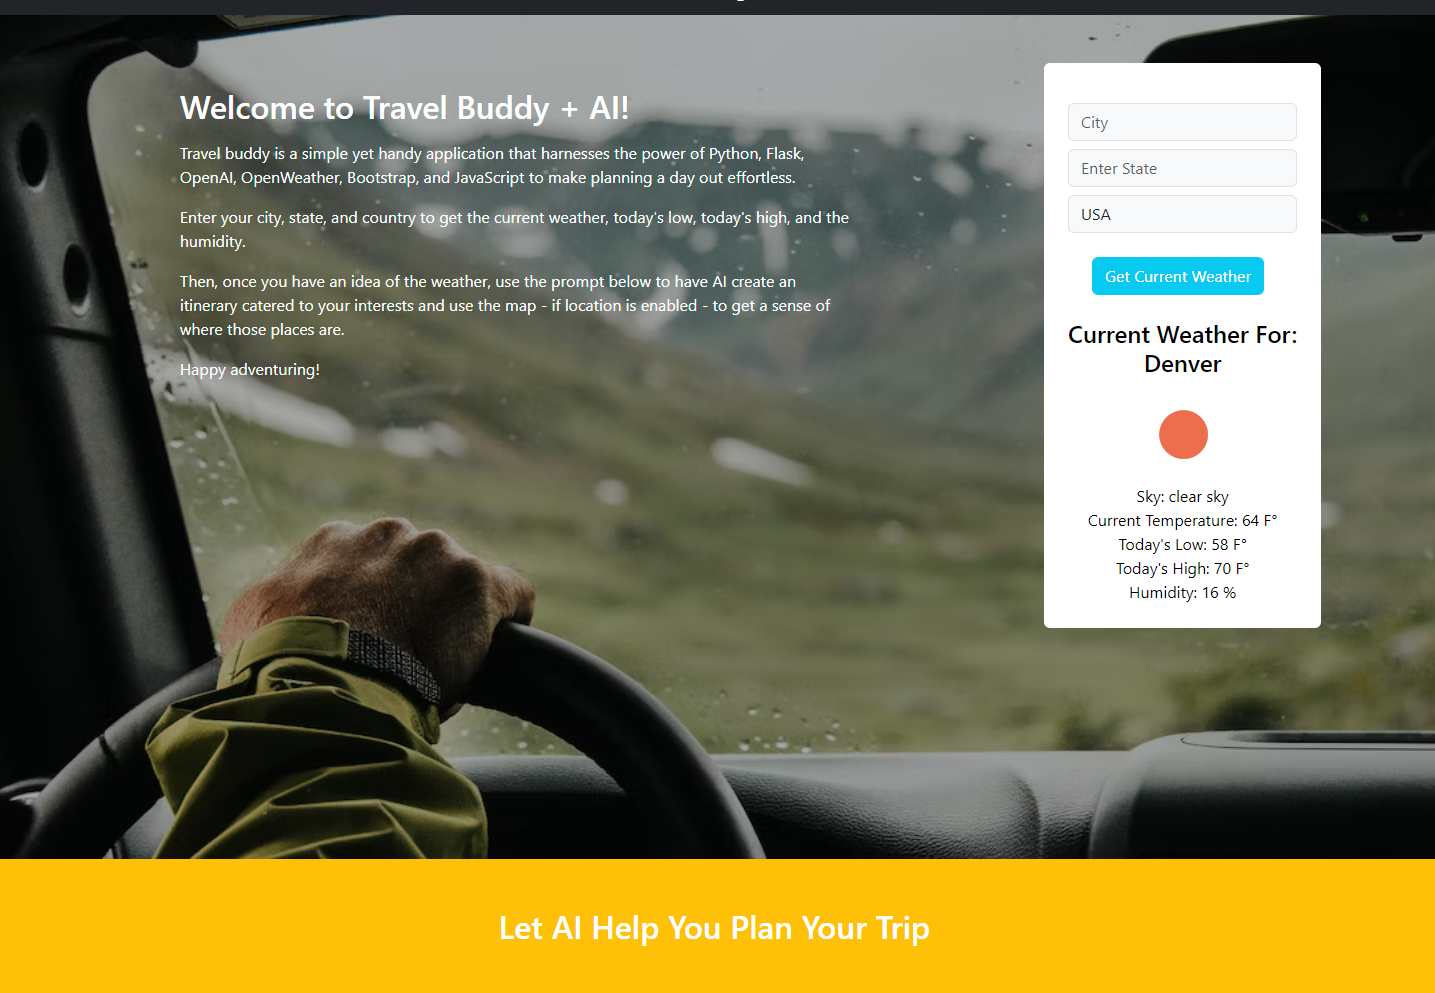 Welcome to Travel Buddy + AI!
Travel buddy is a simple yet handy application that harnesses the power of Python, Flask,
OpenAI, OpenWeather, Bootstrap, and JavaScript to make planning a day out effortless.
Enter your city, state, and country to get the current weather, today's low, today's high, and the
humidity.
Then, once you have an idea of the weather, use the prompt below to have AI create an
itinerary catered to your interests and use the map - if location is enabled - to get a sense of
where those places are.
Happy adventuring!
City
Enter State
USA
Get Current Weather
Current Weather For:
Denver
Sky: clear sky
Current Temperature: 64 F°
Today's Low: 58 F°
Today's High: 70 F°
Humidity: 16 %
Let AI Help You Plan Your Trip